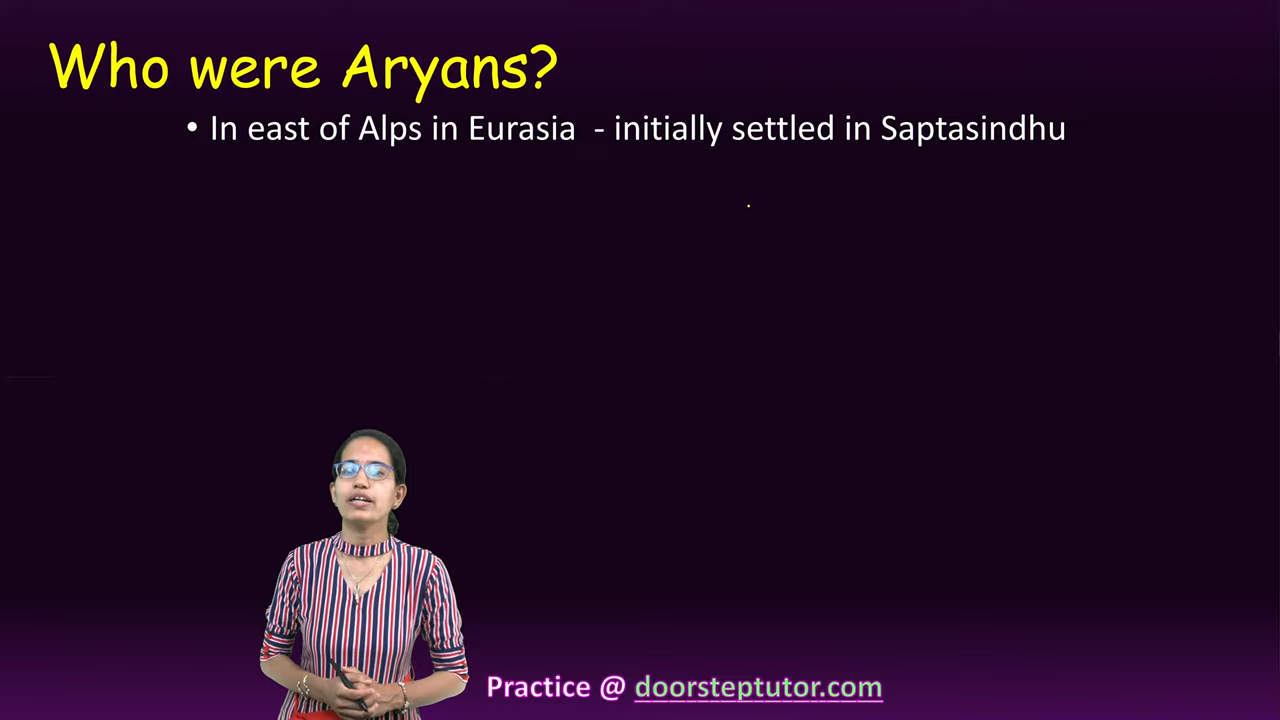 Who were Aryans?
• In east of Alps in Eurasia - initially settled in Saptasindhu
Practice @ doorsteptutor.com